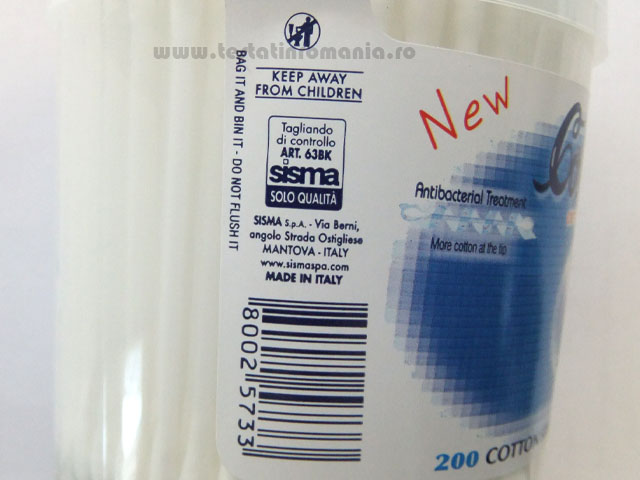 www.testatinromania.ro
BAG IT AND BIN IT - DO NOT FLUSH IT
KEEP AWAY
FROM CHILDREN
Tagliando
di controllo
ART. 63BK
sisma
SOLO QUALITÀ
SISMA S.p.A. - Via Berni,
angolo Strada Ostigliese
MANTOVA - ITALY
www.sismaspa.com
MADE IN ITALY
8002 5733
New
Antibacterial Treatment
More cotton at the tip
200 COTTON